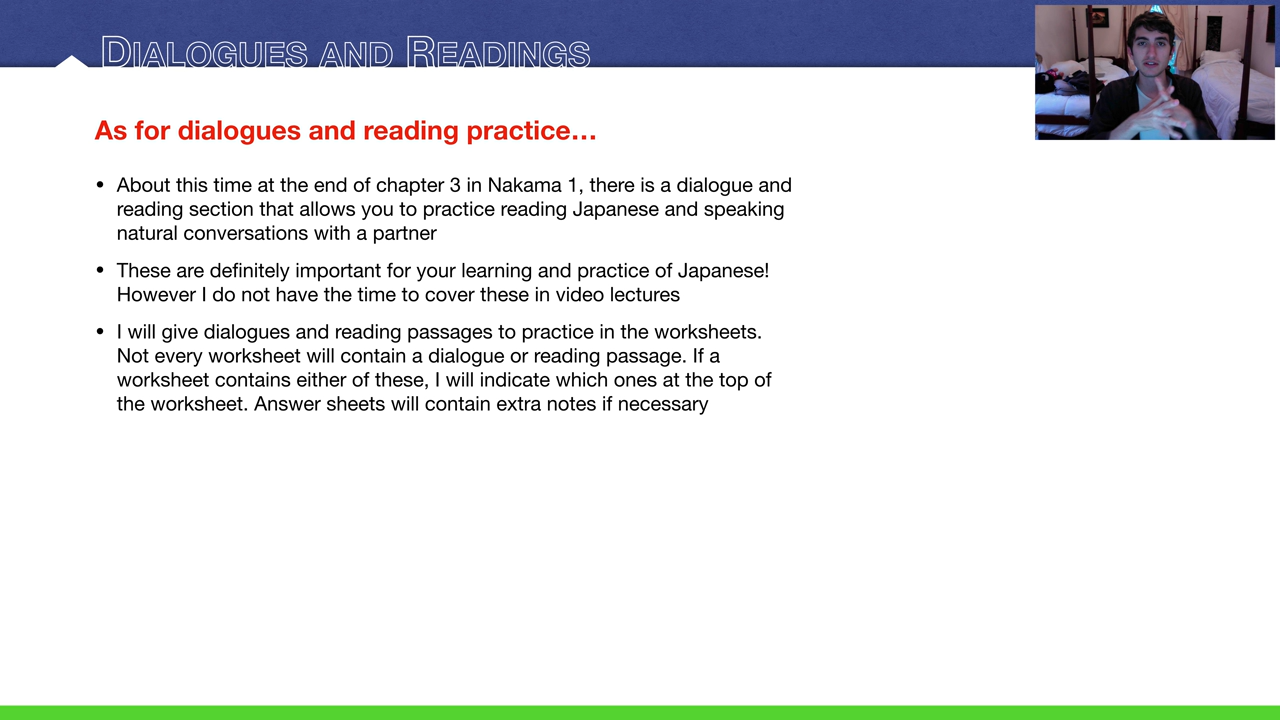 DIALOGUES AND READINGS
As for dialogues and reading practice…
• About this time at the end of chapter 3 in Nakama 1, there is a dialogue and
reading section that allows you to practice reading Japanese and speaking
natural conversations with a partner
• These are definitely important for your learning and practice of Japanese!
However I do not have the time to cover these in video lectures
• I will give dialogues and reading passages to practice in the worksheets.
Not every worksheet will contain a dialogue or reading passage. If a
worksheet contains either of these, I will indicate which ones at the top of
the worksheet. Answer sheets will contain extra notes if necessary